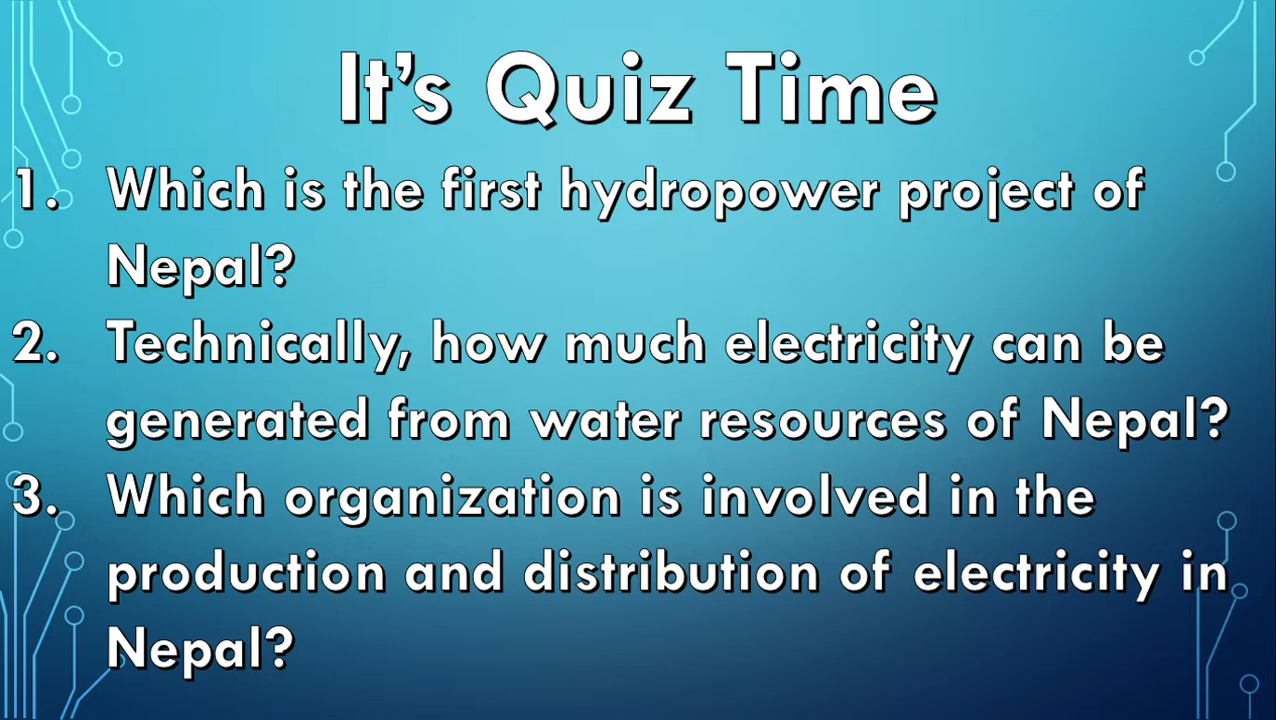 It's Quiz Time
1. Which is the first hydropower project of
Nepal?
2. Technically, how much electricity can be
generated from water resources of Nepal?
3. Which organization is involved in the
production and distribution of electricity in
Nepal?